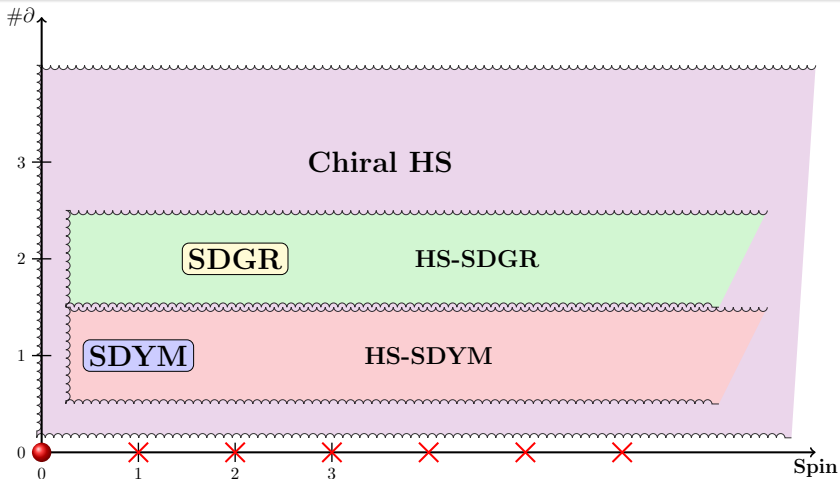 #∂
Chiral HS
3
SDGR HS-SDGR
2
SDYM HS-SDYM
1
0
0 1 2 3
Spin